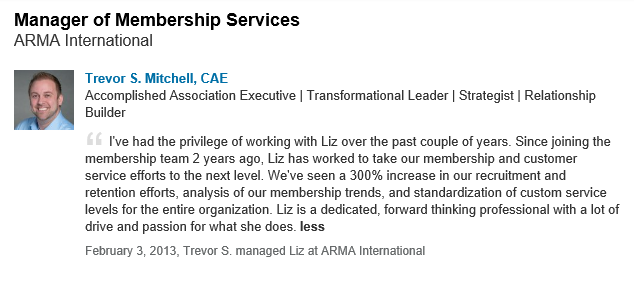 Manager of Membership Services
ARMA International
Trevor S. Mitchell, CAE
Accomplished Association Executive | Transformational Leader | Strategist | Relationship
Builder
“ I've had the privilege of working with Liz over the past couple of years. Since joining the
membership team 2 years ago, Liz has worked to take our membership and customer
service efforts to the next level. We've seen a 300% increase in our recruitment and
retention efforts, analysis of our membership trends, and standardization of custom service
levels for the entire organization. Liz is a dedicated, forward thinking professional with a lot of
drive and passion for what she does. less
February 3, 2013, Trevor S. managed Liz at ARMA International